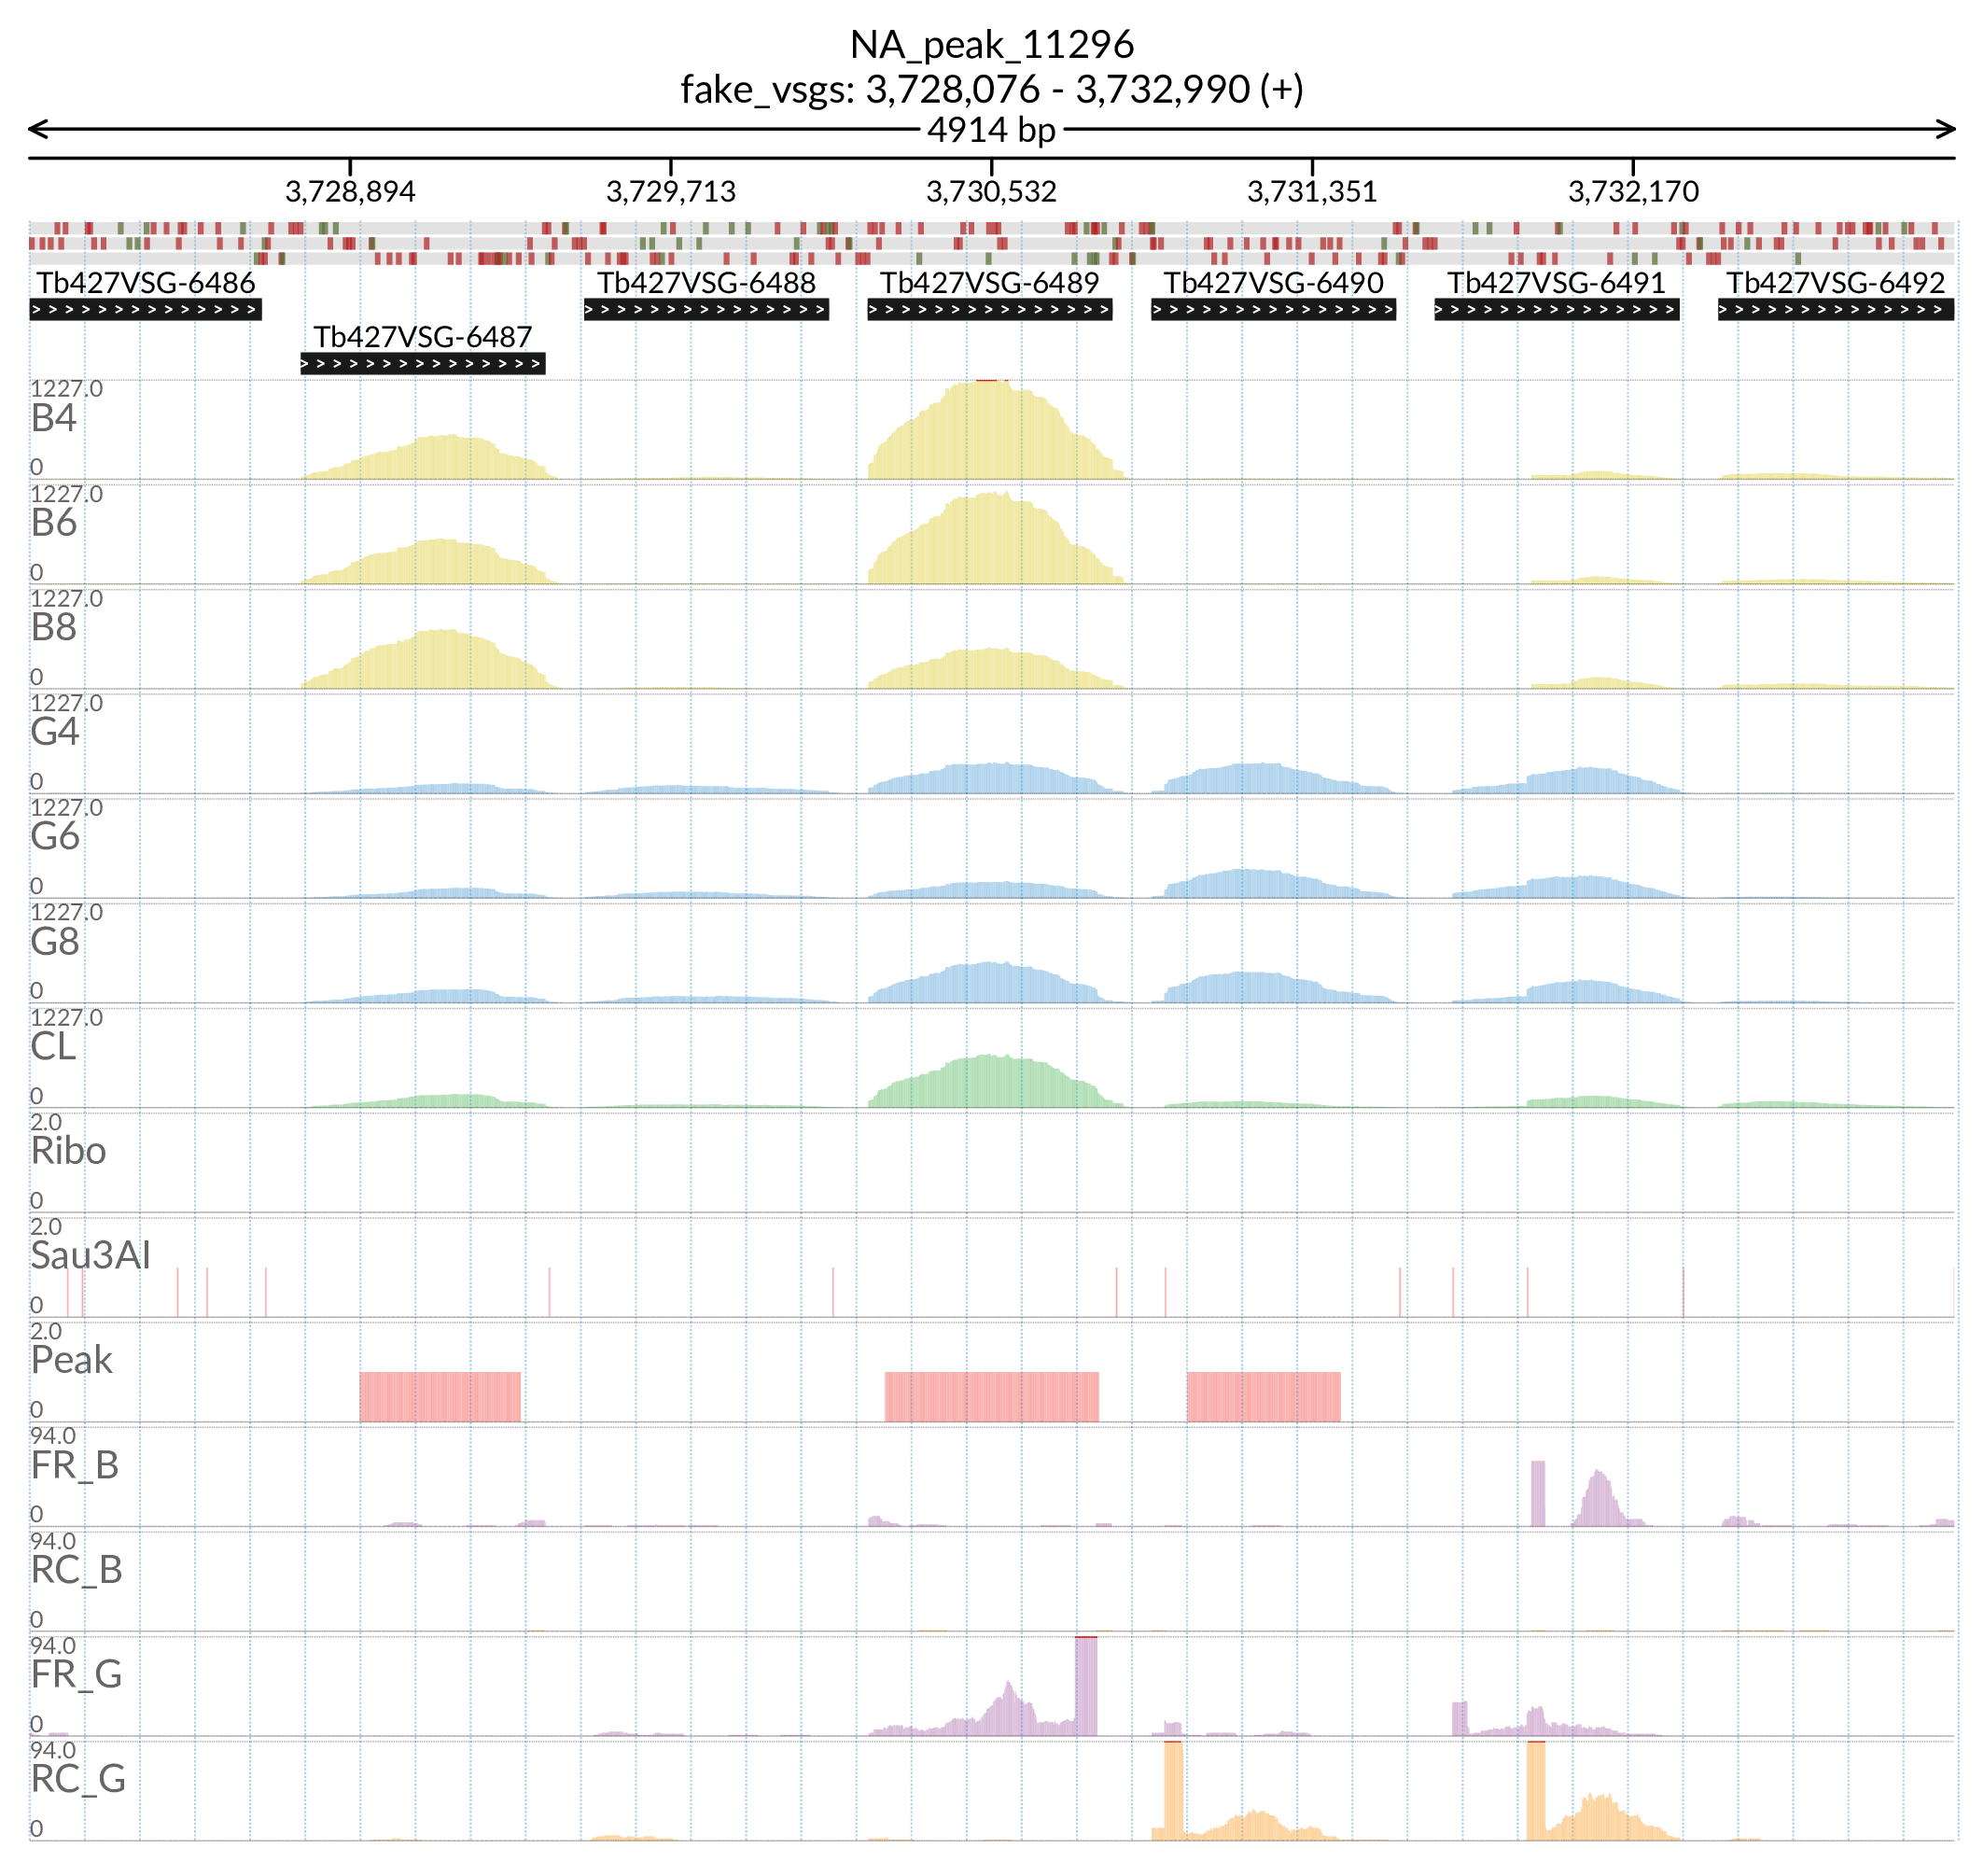 NA_peak_11296
fake_vsgs: 3,728,076 - 3,732,990 (+)
4914 bp
3,728,894 3,729,713 3,730,532 3,731,351 3,732,170
Tb427VSG-6486 Tb427VSG-6488 Tb427VSG-6489 Tb427VSG-6490 Tb427VSG-6491 Tb427VSG-6492
Tb427VSG-6487
1227.0
B4
0
1227.0
B6
0
1227.0
B8
0
1227.0
G4
0
1227.0
G6
0
1227.0
G8
0
1227.0
CL
0
2.0
Ribo
0
2.0
Sau3AI
0
2.0
Peak
0
94.0
FR_B
0
94.0
RC_B
0
94.0
FR_G
0
94.0
RC_G
0